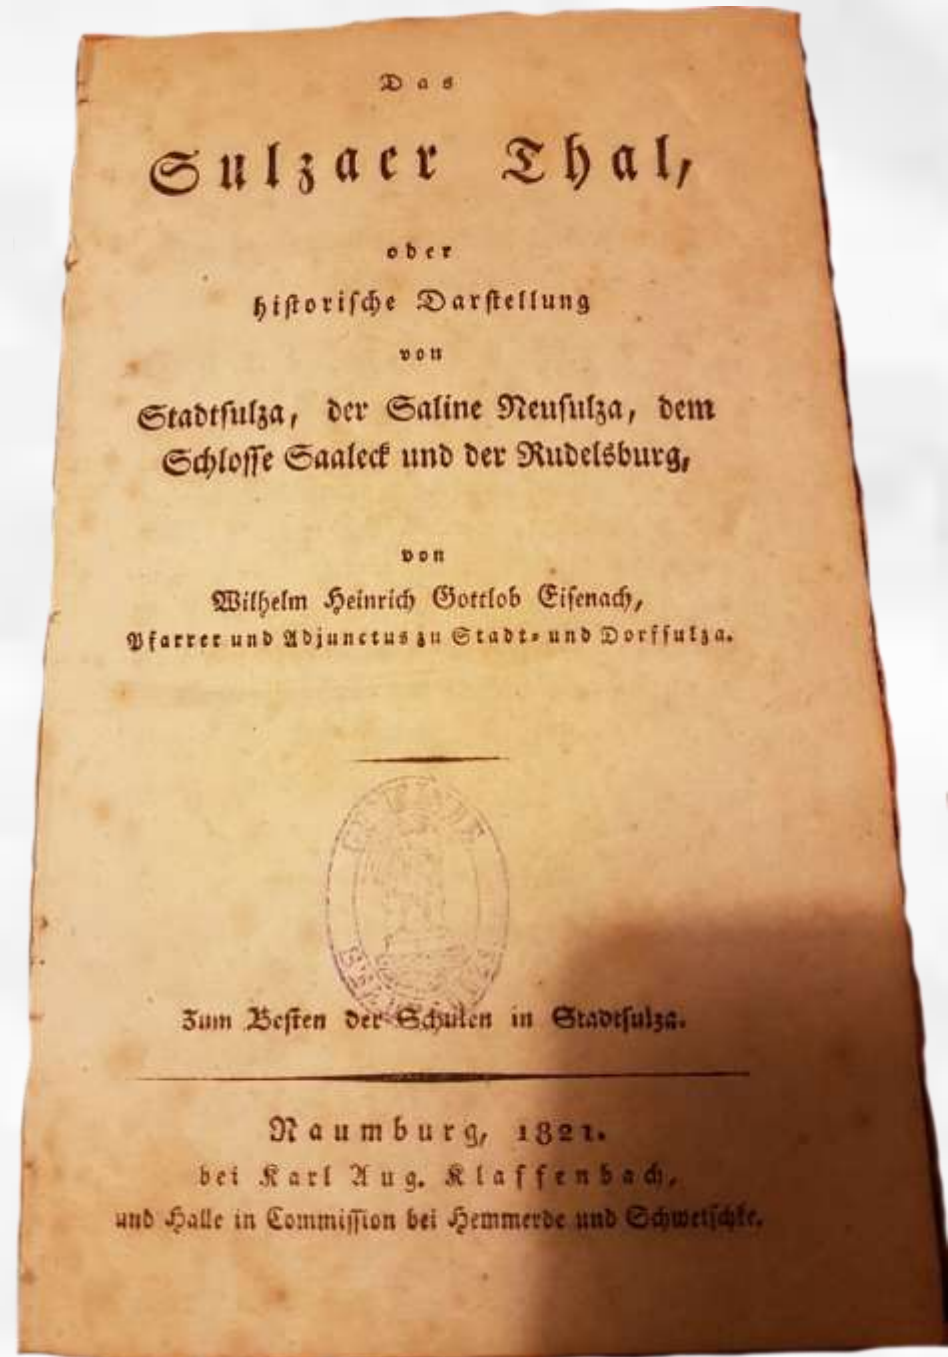 Das
Sulzaer Thal,
oder
historische Darstellung
von
Stadtsulza, der Saline Neusulza, dem
Schlosse Saaleck und der Rudelsburg,
von
Wilhelm Heinrich Gottlob Eisenach,
Pfarrer und Adjunctus zu Stadt- und Dorfsulza.
Zum Besten der Schulen in Stadtsulza.
Naumburg, 1821.
bei Karl Aug. Klaffenbach,
und Halle in Commission bei Hemmerde und Schwetschke.